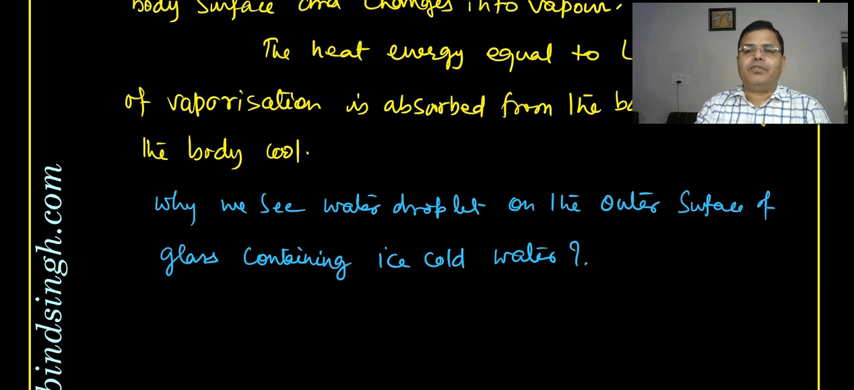 body surface and changes into vapour.
The heat energy equal to L
of vaporisation is absorbed from the bo
the body cool.
why we see water droplet on the outer surface of
glass containing ice cold water?
bindsingh.com